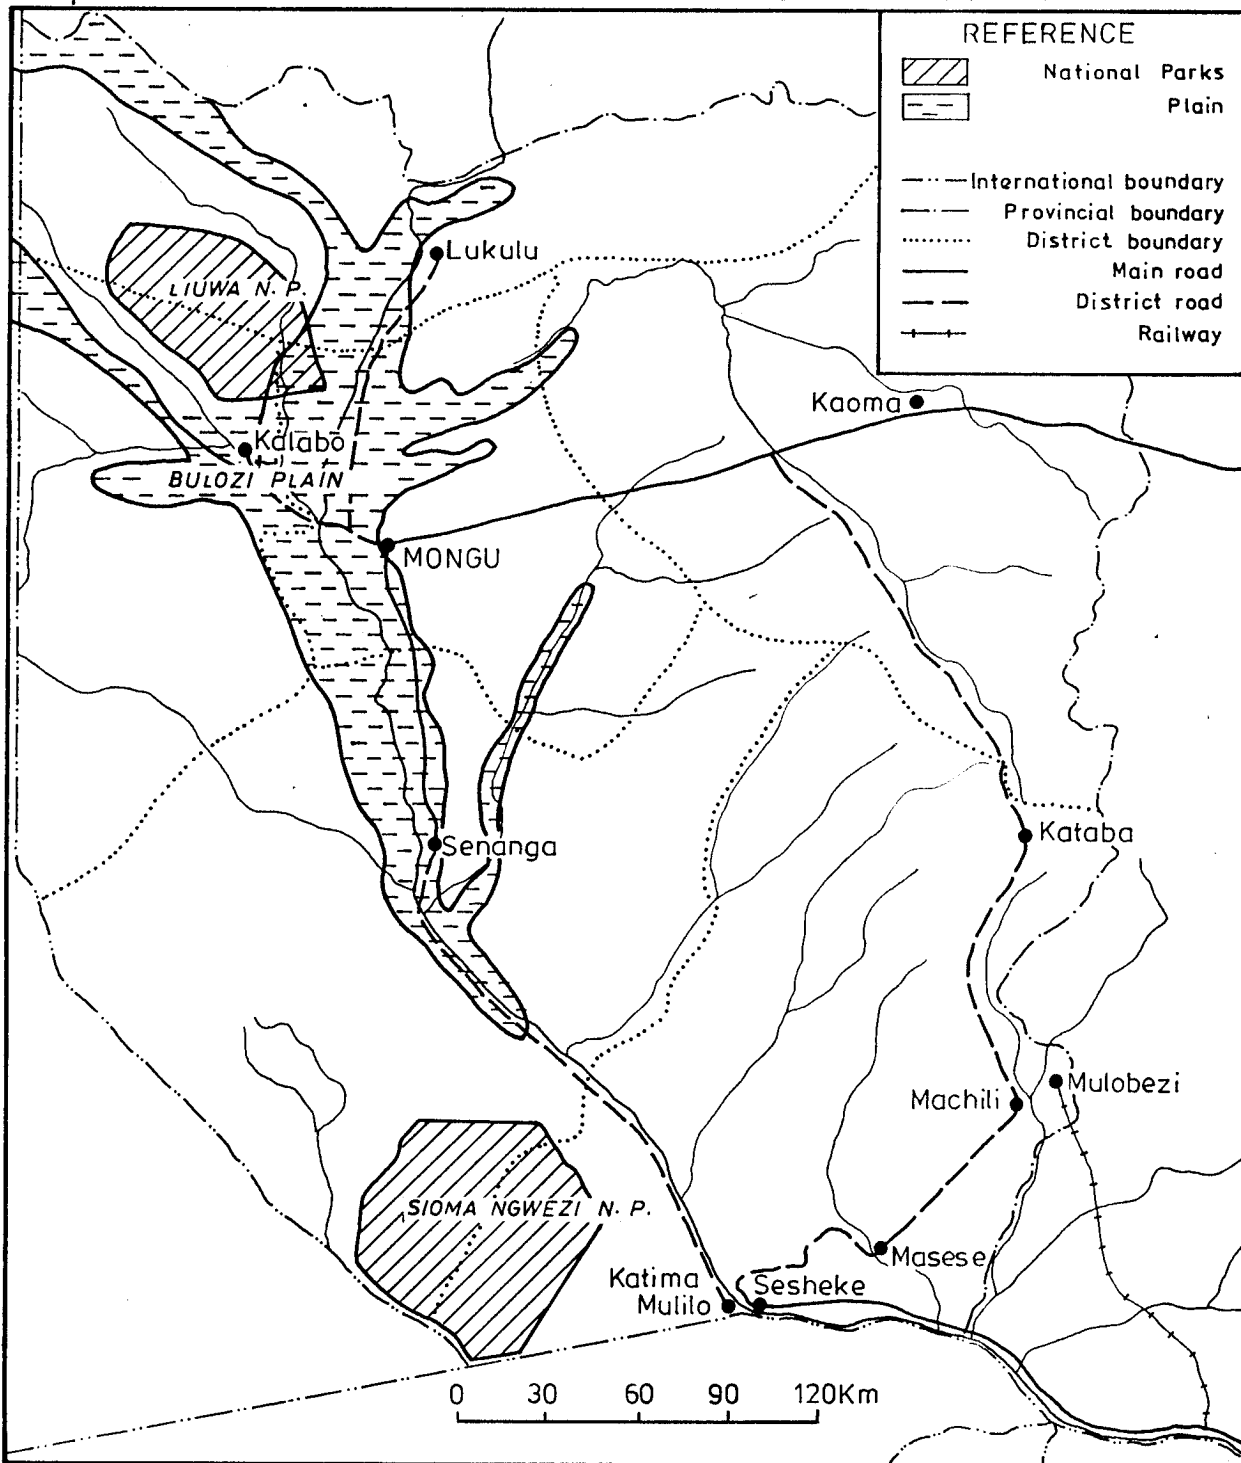 REFERENCE
National Parks
Plain
International boundary
Provincial boundary
District boundary
Main road
District road
Railway
Lukulu
LIUWA N. P.
Kaoma
Kalabo
BULOZI PLAIN
MONGU
Senanga
Kataba
Mulobezi
Machili
SIOMA NGWEZI N. P.
Masese
Katima
Mulilo
Sesheke
0 30 60 90 120Km